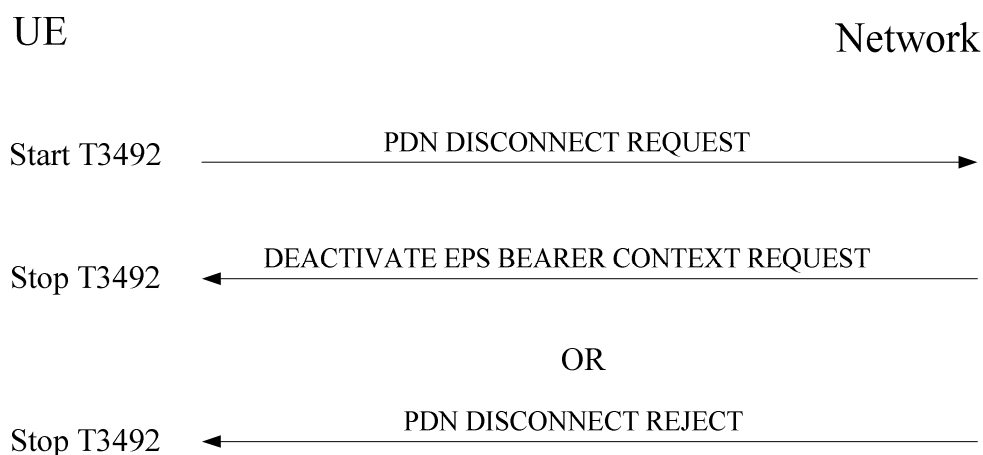 UE
Network
Start T3492
PDN DISCONNECT REQUEST
DEACTIVATE EPS BEARER CONTEXT REQUEST
Stop T3492
OR
PDN DISCONNECT REJECT
Stop T3492